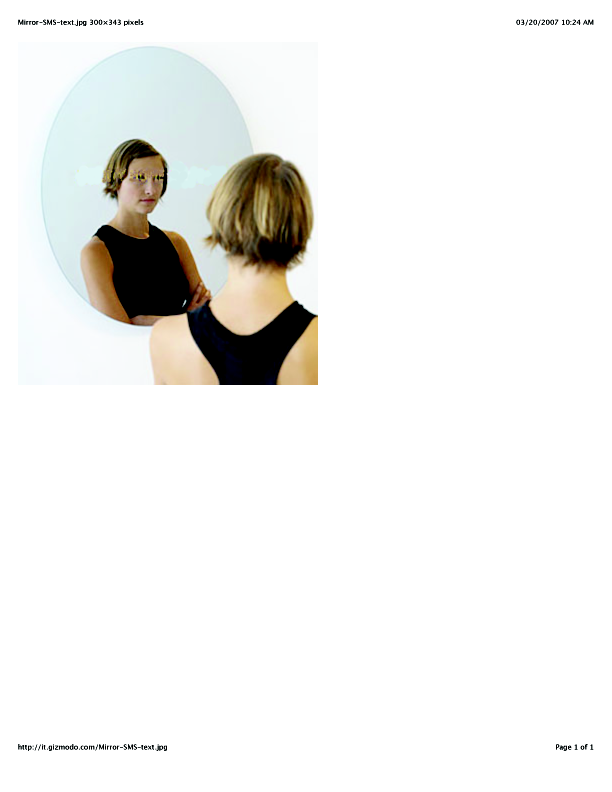 Mirror-SMS-text.jpg 300×343 pixels
03/20/2007 10:24 AM
http://it.gizmodo.com/Mirror-SMS-text.jpg
Page 1 of 1